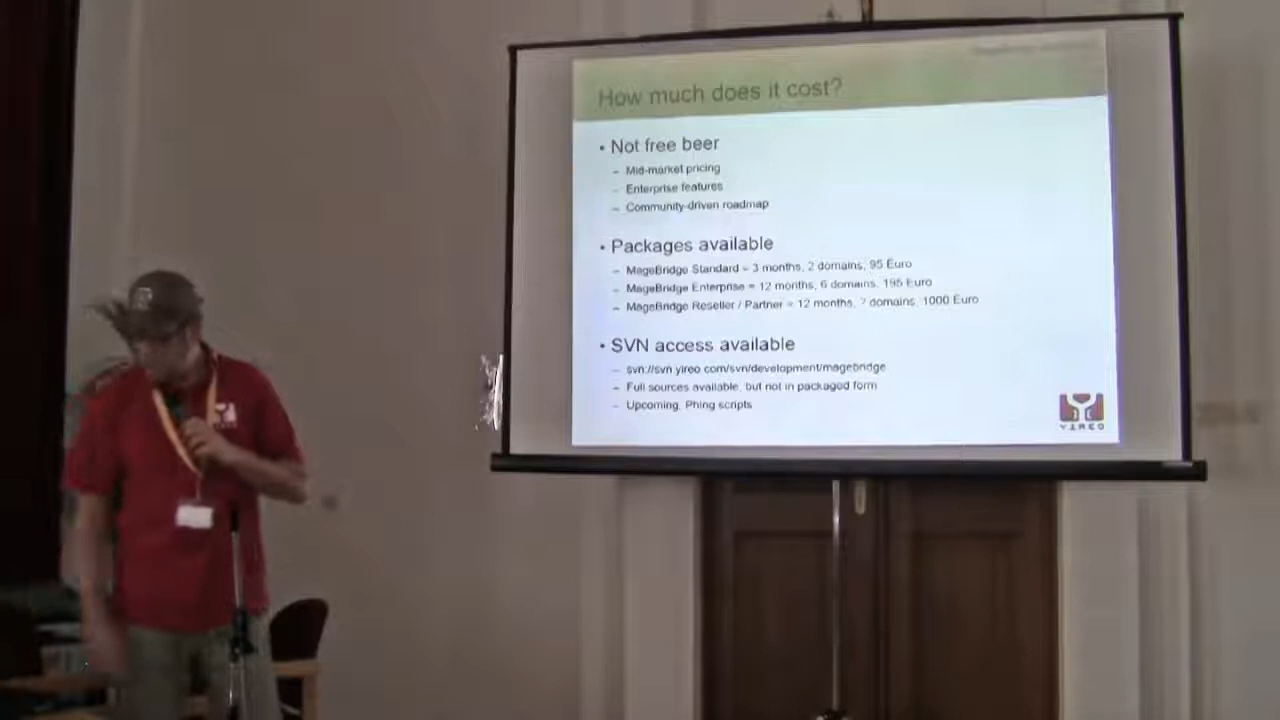 How much does it cost?
• Not free beer
– Mid-market pricing
– Enterprise features
– Community-driven roadmap
• Packages available
– MageBridge Standard = 3 months, 2 domains, 95 Euro
– MageBridge Enterprise = 12 months, 6 domains, 195 Euro
– MageBridge Reseller / Partner = 12 months, ? domains, 1000 Euro
• SVN access available
– svn://svn.yireo.com/svn/development/magebridge
– Full sources available, but not in packaged form
– Upcoming: Phing scripts
YIREO